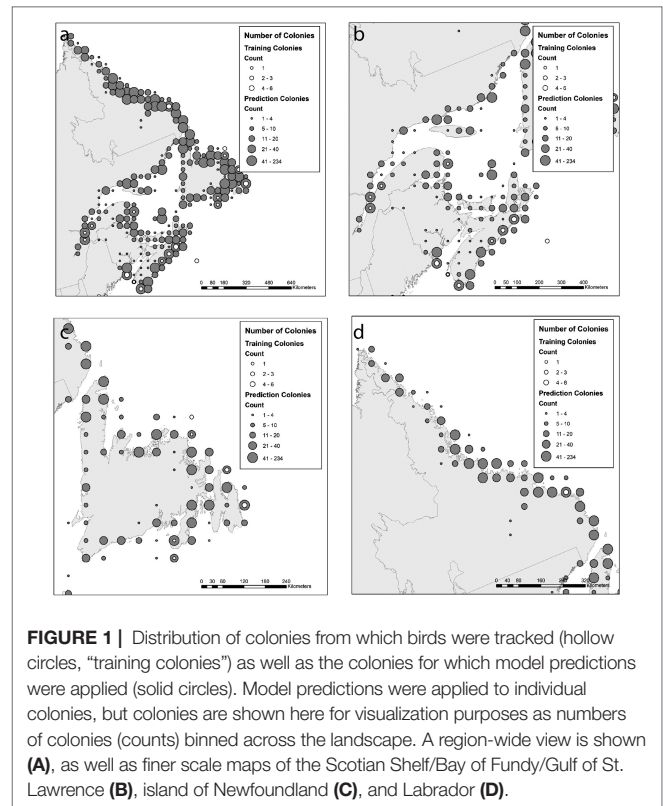 a
Number of Colonies
Training Colonies
Count
1
2 - 3
4 - 6
Prediction Colonies
Count
1 - 4
5 - 10
11 - 20
21 - 40
41 - 234
0 40 80 160 320 480 640
Kilometers
b
Number of Colonies
Training Colonies
Count
1
2 - 3
4 - 6
Prediction Colonies
Count
1 - 4
5 - 10
11 - 20
21 - 40
41 - 234
0 50 100 200 300 400
Kilometers
c
Number of Colonies
Training Colonies
Count
1
2 - 3
4 - 6
Prediction Colonies
Count
1 - 4
5 - 10
11 - 20
21 - 40
41 - 234
0 30 60 120 180 240
Kilometers
d
Number of Colonies
Training Colonies
Count
1
2 - 3
4 - 6
Prediction Colonies
Count
1 - 4
5 - 10
11 - 20
21 - 40
41 - 234
0 40 80 160 240 320
Kilometers
FIGURE 1 | Distribution of colonies from which birds were tracked (hollow
circles, “training colonies”) as well as the colonies for which model predictions
were applied (solid circles). Model predictions were applied to individual
colonies, but colonies are shown here for visualization purposes as numbers
of colonies (counts) binned across the landscape. A region-wide view is shown
(A), as well as finer scale maps of the Scotian Shelf/Bay of Fundy/Gulf of St.
Lawrence (B), island of Newfoundland (C), and Labrador (D).